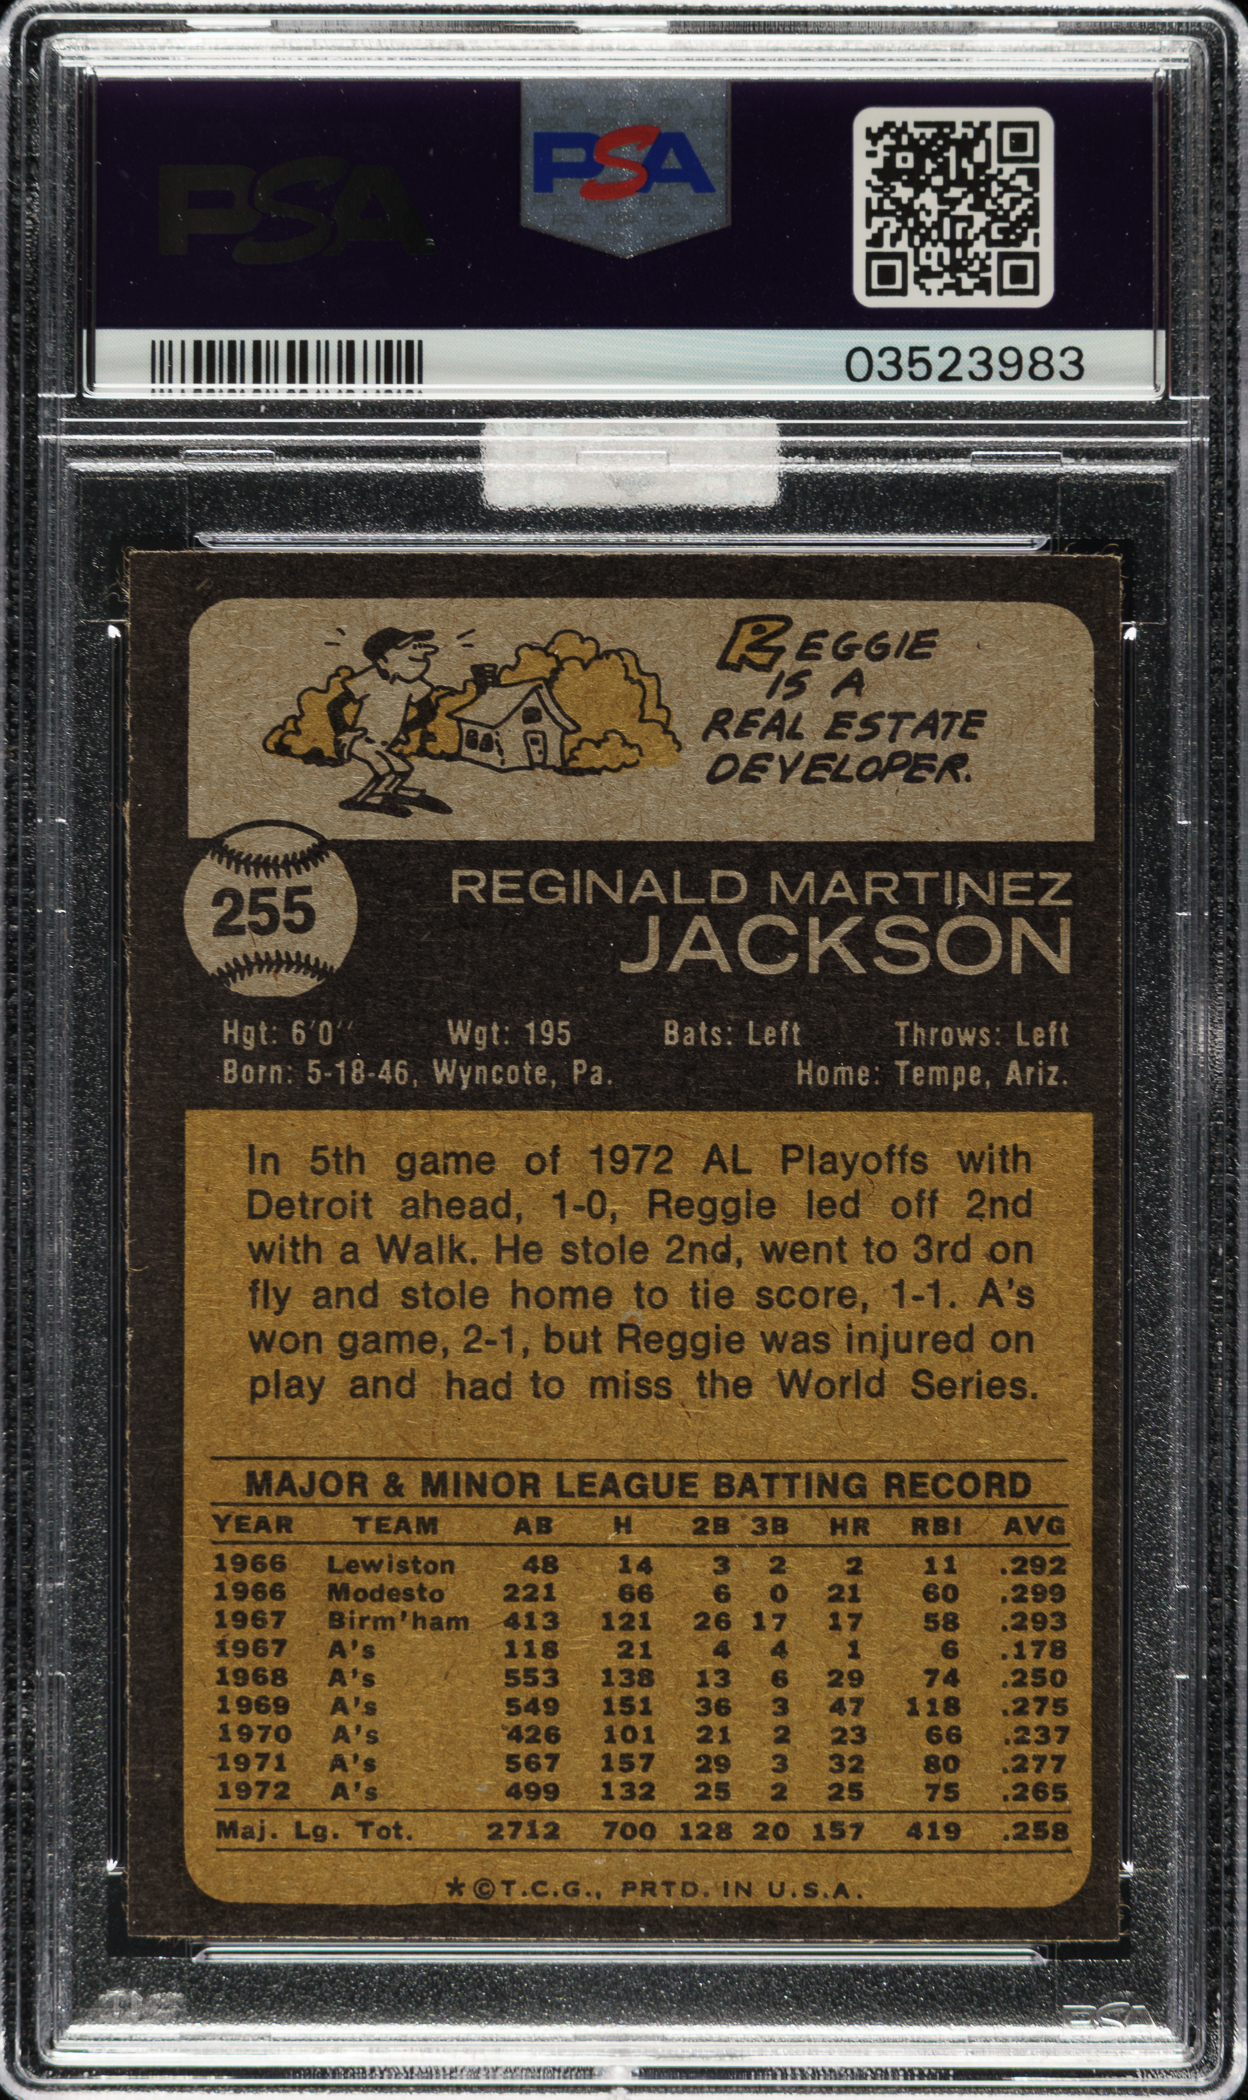 PSA
PSA
03523983
REGGIE
IS A
REAL ESTATE
DEVELOPER.
255
REGINALD MARTINEZ
JACKSON
Hgt: 6'0" Wgt: 195 Bats: Left Throws: Left
Born: 5-18-46, Wyncote, Pa. Home: Tempe, Ariz.
In 5th game of 1972 AL Playoffs with
Detroit ahead, 1-0, Reggie led off 2nd
with a Walk. He stole 2nd, went to 3rd on
fly and stole home to tie score, 1-1. A's
won game, 2-1, but Reggie was injured on
play and had to miss the World Series.
MAJOR & MINOR LEAGUE BATTING RECORD
YEAR TEAM AB H 2B 3B HR RBI AVG
1966 Lewiston 48 14 3 2 2 11 .292
1966 Modesto 221 66 6 0 21 60 .299
1967 Birm'ham 413 121 26 17 17 58 .293
1967 A's 118 21 4 4 1 6 .178
1968 A's 553 138 13 6 29 74 .250
1969 A's 549 151 36 3 47 118 .275
1970 A's 426 101 21 2 23 66 .237
1971 A's 567 157 29 3 32 80 .277
1972 A's 499 132 25 2 25 75 .265
Maj. Lg. Tot. 2712 700 128 20 157 419 .258
*©T.C.G., PRTD. IN U.S.A.
PSA